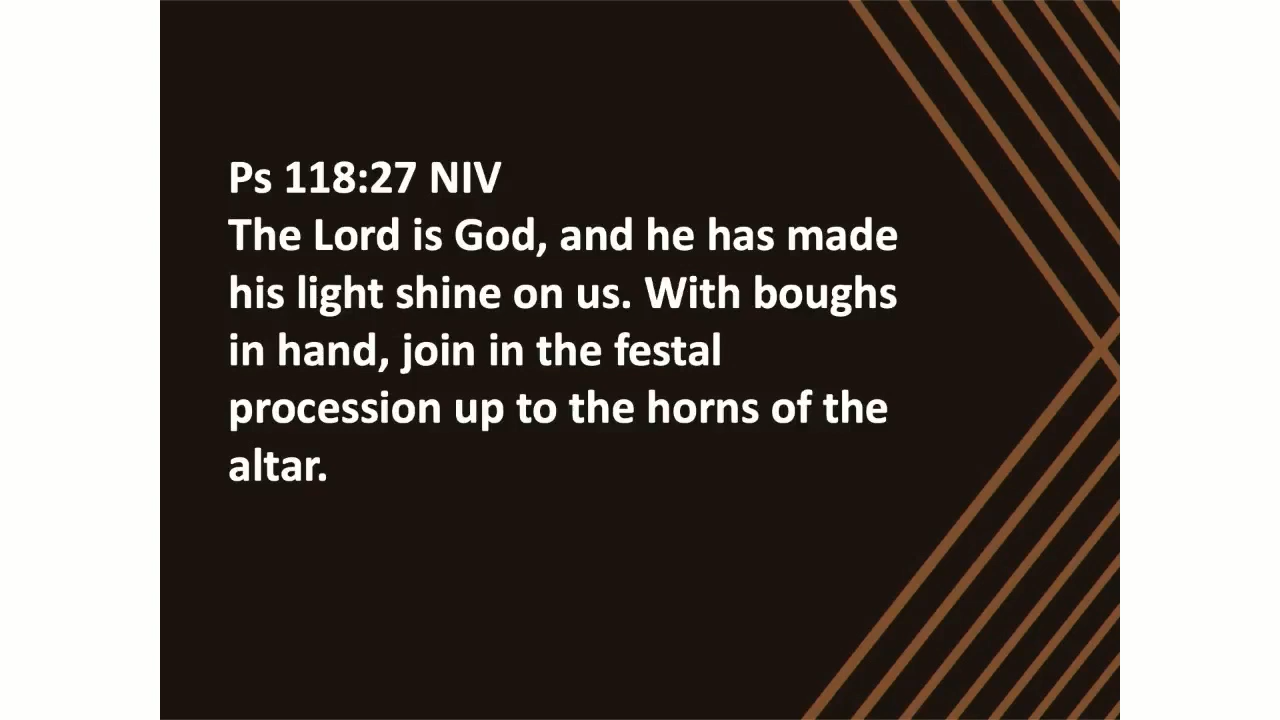 Ps 118:27 NIV
The Lord is God, and he has made
his light shine on us. With boughs
in hand, join in the festal
procession up to the horns of the
altar.